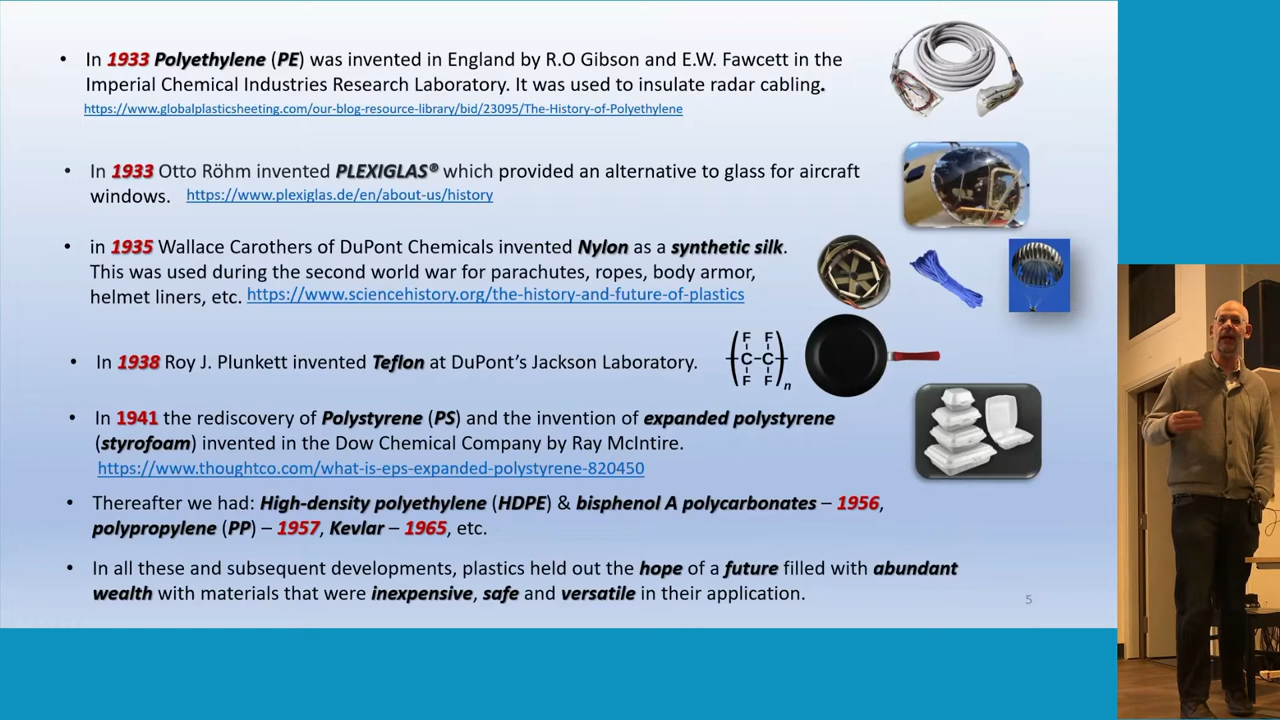 • In 1933 Polyethylene (PE) was invented in England by R.O Gibson and E.W. Fawcett in the
Imperial Chemical Industries Research Laboratory. It was used to insulate radar cabling.
https://www.globalplasticsheeting.com/our-blog-resource-library/bid/23095/The-History-of-Polyethylene
• In 1933 Otto Röhm invented PLEXIGLAS® which provided an alternative to glass for aircraft
windows. https://www.plexiglas.de/en/about-us/history
• in 1935 Wallace Carothers of DuPont Chemicals invented Nylon as a synthetic silk.
This was used during the second world war for parachutes, ropes, body armor,
helmet liners, etc. https://www.sciencehistory.org/the-history-and-future-of-plastics
• In 1938 Roy J. Plunkett invented Teflon at DuPont's Jackson Laboratory.
F F
C C
F F
n
• In 1941 the rediscovery of Polystyrene (PS) and the invention of expanded polystyrene
(styrofoam) invented in the Dow Chemical Company by Ray McIntire.
https://www.thoughtco.com/what-is-eps-expanded-polystyrene-820450
• Thereafter we had: High-density polyethylene (HDPE) & bisphenol A polycarbonates – 1956,
polypropylene (PP) – 1957, Kevlar – 1965, etc.
• In all these and subsequent developments, plastics held out the hope of a future filled with abundant
wealth with materials that were inexpensive, safe and versatile in their application.
5